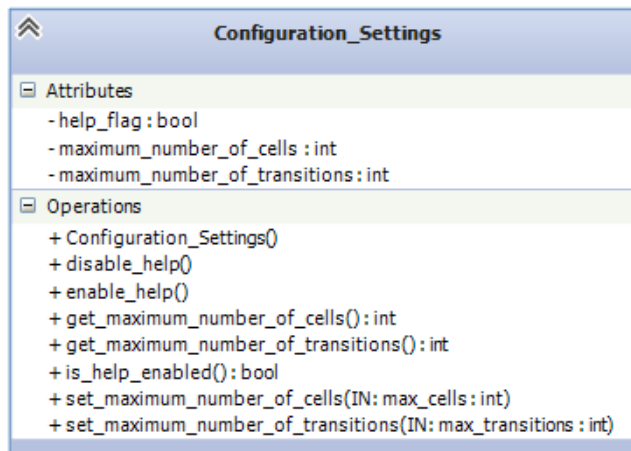 Configuration_Settings
Attributes
- help_flag : bool
- maximum_number_of_cells : int
- maximum_number_of_transitions : int
Operations
+ Configuration_Settings()
+ disable_help()
+ enable_help()
+ get_maximum_number_of_cells() : int
+ get_maximum_number_of_transitions() : int
+ is_help_enabled() : bool
+ set_maximum_number_of_cells(IN: max_cells : int)
+ set_maximum_number_of_transitions(IN: max_transitions : int)